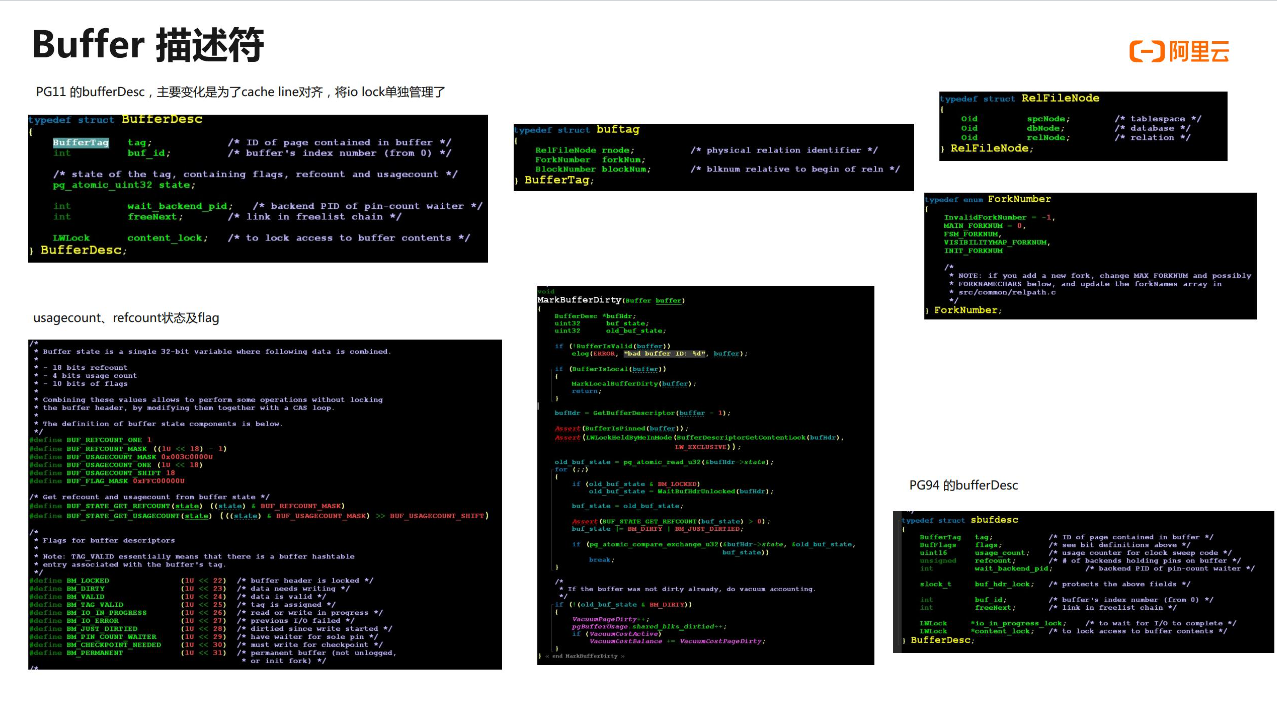 Buffer 描述符
阿里云
PG11 的bufferDesc，主要变化是为了cache line对齐，将io lock单独管理了
typedef struct BufferDesc
{
BufferTag tag; /* ID of page contained in buffer */
int buf_id; /* buffer's index number (from 0) */
/* state of the tag, containing flags, refcount and usagecount */
pg_atomic_uint32 state;
int wait_backend_pid; /* backend PID of pin-count waiter */
int freeNext; /* link in freelist chain */
LWLock content_lock; /* to lock access to buffer contents */
} BufferDesc;
typedef struct buftag
{
RelFileNode rnode; /* physical relation identifier */
ForkNumber forkNum;
BlockNumber blockNum; /* blknum relative to begin of reln */
} BufferTag;
typedef struct RelFileNode
{
Oid spcNode; /* tablespace */
Oid dbNode; /* database */
Oid relNode; /* relation */
} RelFileNode;
typedef enum ForkNumber
{
InvalidForkNumber = -1,
MAIN_FORKNUM = 0,
FSM_FORKNUM,
VISIBILITYMAP_FORKNUM,
INIT_FORKNUM
/*
* NOTE: if you add a new fork, change MAX_FORKNUM and possibly
* FORKNAMECHARS below, and update the forkNames array in
* src/common/relpath.c
*/
} ForkNumber;
usagecount、refcount状态及flag
/*
* Buffer state is a single 32-bit variable where following data is combined.
*
* - 18 bits refcount
* - 4 bits usage count
* - 10 bits of flags
*
* Combining these values allows to perform some operations without locking
* the buffer header, by modifying them together with a CAS loop.
*
* The definition of buffer state components is below.
*/
#define BUF_REFCOUNT_ONE 1
#define BUF_REFCOUNT_MASK ((1U << 18) - 1)
#define BUF_USAGECOUNT_MASK 0x003C0000U
#define BUF_USAGECOUNT_ONE (1U << 18)
#define BUF_USAGECOUNT_SHIFT 18
#define BUF_FLAG_MASK 0xFFC00000U
/* Get refcount and usagecount from buffer state */
#define BUF_STATE_GET_REFCOUNT(state) ((state) & BUF_REFCOUNT_MASK)
#define BUF_STATE_GET_USAGECOUNT(state) (((state) & BUF_USAGECOUNT_MASK) >> BUF_USAGECOUNT_SHIFT)
/*
* Flags for buffer descriptors
*
* Note: TAG_VALID essentially means that there is a buffer hashtable
* entry associated with the buffer's tag.
*/
#define BM_LOCKED (1U << 22) /* buffer header is locked */
#define BM_DIRTY (1U << 23) /* data needs writing */
#define BM_VALID (1U << 24) /* data is valid */
#define BM_TAG_VALID (1U << 25) /* tag is assigned */
#define BM_IO_IN_PROGRESS (1U << 26) /* read or write in progress */
#define BM_IO_ERROR (1U << 27) /* previous I/O failed */
#define BM_JUST_DIRTIED (1U << 28) /* dirtied since write started */
#define BM_PIN_COUNT_WAITER (1U << 29) /* have waiter for sole pin */
#define BM_CHECKPOINT_NEEDED (1U << 30) /* must write for checkpoint */
#define BM_PERMANENT (1U << 31) /* permanent buffer (not unlogged,
* or init fork) */
/*
void
MarkBufferDirty(Buffer buffer)
{
BufferDesc *bufHdr;
uint32 buf_state;
uint32 old_buf_state;
if (!BufferIsValid(buffer))
elog(ERROR, "bad buffer ID: %d", buffer);
if (BufferIsLocal(buffer))
{
MarkLocalBufferDirty(buffer);
return;
}
bufHdr = GetBufferDescriptor(buffer - 1);
Assert(BufferIsPinned(buffer));
Assert(LWLockHeldByMeInMode(BufferDescriptorGetContentLock(bufHdr),
LW_EXCLUSIVE));
old_buf_state = pg_atomic_read_u32(&bufHdr->state);
for (;;)
{
if (old_buf_state & BM_LOCKED)
old_buf_state = WaitBufHdrUnlocked(bufHdr);
buf_state = old_buf_state;
Assert(BUF_STATE_GET_REFCOUNT(buf_state) > 0);
buf_state |= BM_DIRTY | BM_JUST_DIRTIED;
if (pg_atomic_compare_exchange_u32(&bufHdr->state, &old_buf_state,
buf_state))
break;
}
/*
* If the buffer was not dirty already, do vacuum accounting.
*/
if (!(old_buf_state & BM_DIRTY))
{
VacuumPageDirty++;
pgBufferUsage.shared_blks_dirtied++;
if (VacuumCostActive)
VacuumCostBalance += VacuumCostPageDirty;
}
} « end MarkBufferDirty »
PG94 的bufferDesc
typedef struct sbufdesc
{
BufferTag tag; /* ID of page contained in buffer */
BufFlags flags; /* see bit definitions above */
uint16 usage_count; /* usage counter for clock sweep code */
unsigned refcount; /* # of backends holding pins on buffer */
int wait_backend_pid; /* backend PID of pin-count waiter */
slock_t buf_hdr_lock; /* protects the above fields */
int buf_id; /* buffer's index number (from 0) */
int freeNext; /* link in freelist chain */
LWLock *io_in_progress_lock; /* to wait for I/O to complete */
LWLock *content_lock; /* to lock access to buffer contents */
} BufferDesc;